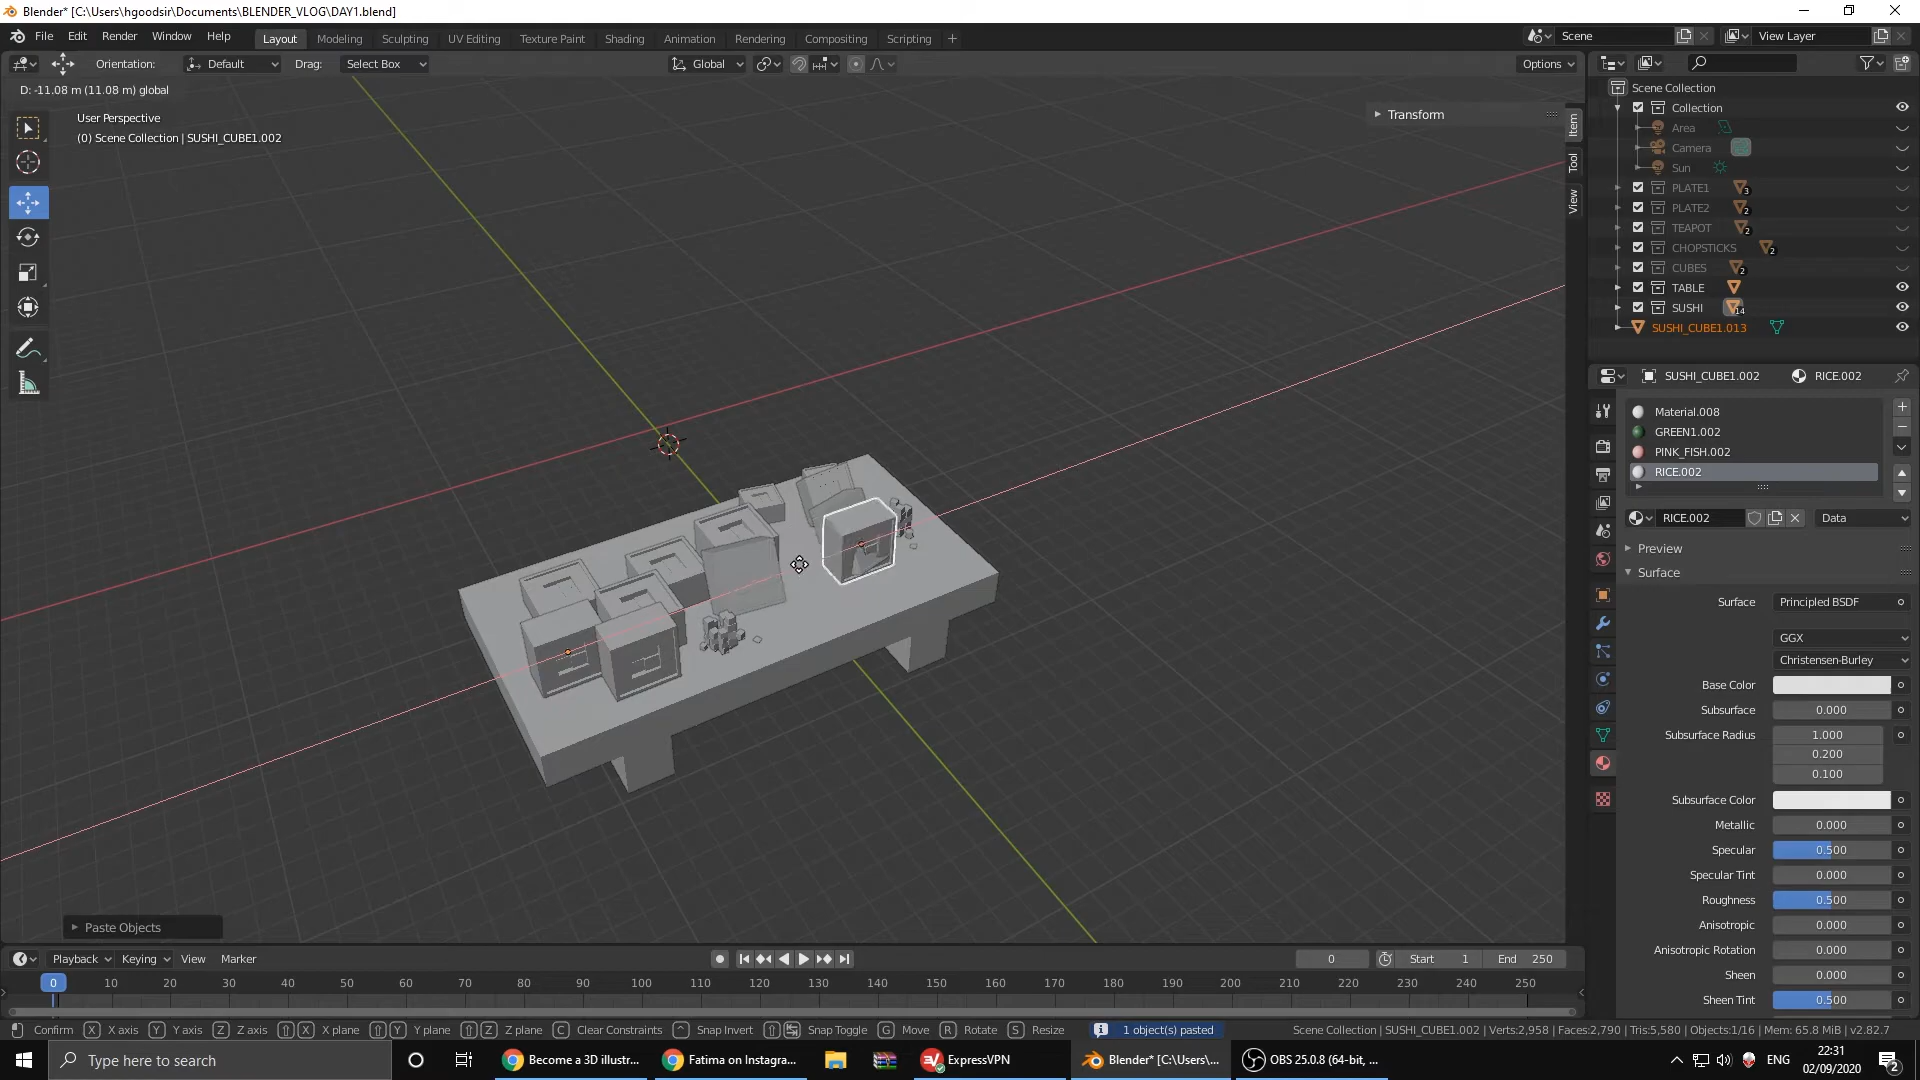 Blender* [C:\Users\hgoodsir\Documents\BLENDER_VLOG\DAY1.blend]
File Edit Render Window Help
Layout Modeling Sculpting UV Editing Texture Paint Shading Animation Rendering Compositing Scripting +
Scene
View Layer
Orientation: Default Drag: Select Box
Global
Options
D: -11.08 m (11.08 m) global
User Perspective
(0) Scene Collection | SUSHI_CUBE1.002
Transform
Item
Tool
View
Scene Collection
Collection
Area
Camera
Sun
PLATE1 3
PLATE2 2
TEAPOT 2
CHOPSTICKS 2
CUBES 2
TABLE
SUSHI 14
SUSHI_CUBE1.013
SUSHI_CUBE1.002 RICE.002
Material.008
GREEN1.002
PINK_FISH.002
RICE.002
RICE.002 Data
Preview
Surface
Surface Principled BSDF
GGX
Christensen-Burley
Base Color
Subsurface 0.000
Subsurface Radius 1.000
0.200
0.100
Subsurface Color
Metallic 0.000
Specular 0.500
Specular Tint 0.000
Roughness 0.500
Anisotropic 0.000
Anisotropic Rotation 0.000
Sheen 0.000
Sheen Tint 0.500
Paste Objects
Playback Keying View Marker
0 Start 1 End 250
0 10 20 30 40 50 60 70 80 90 100 110 120 130 140 150 160 170 180 190 200 210 220 230 240 250
Confirm X X axis Y Y axis Z Z axis X X plane Y Y plane Z Z plane C Clear Constraints ^ Snap Invert Snap Toggle G Move R Rotate S Resize 1 object(s) pasted Scene Collection | SUSHI_CUBE1.002 | Verts:2,958 | Faces:2,790 | Tris:5,580 | Objects:1/16 | Mem: 65.8 MiB | v2.82.7
Type here to search
Become a 3D illustr...
Fatima on Instagra...
ExpressVPN
Blender* [C:\Users\...
OBS 25.0.8 (64-bit, ...
ENG
22:31
02/09/2020
2